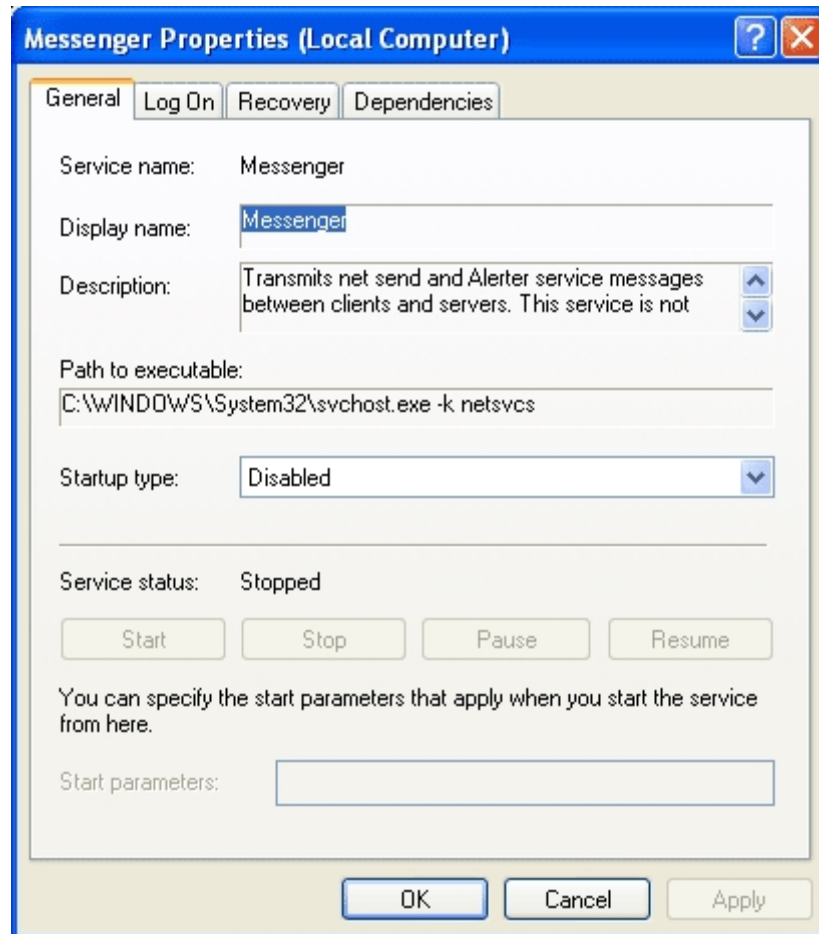 Messenger Properties (Local Computer)
General Log On Recovery Dependencies
Service name: Messenger
Display name: Messenger
Description: Transmits net send and Alerter service messages
between clients and servers. This service is not
Path to executable:
C:\WINDOWS\System32\svchost.exe -k netsvcs
Startup type: Disabled
Service status: Stopped
Start Stop Pause Resume
You can specify the start parameters that apply when you start the service
from here.
Start parameters:
OK Cancel Apply